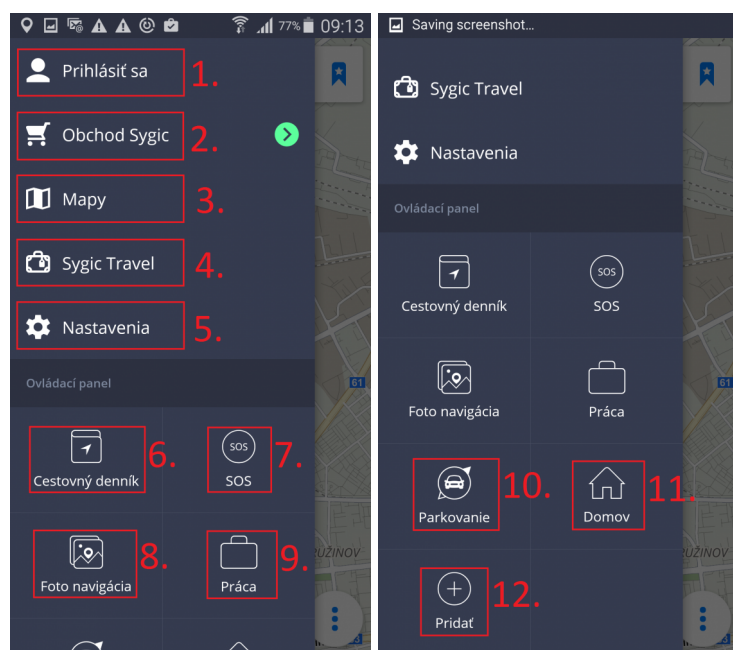 77% 09:13
Prihlásiť sa 1.
Obchod Sygic 2.
Mapy 3.
Sygic Travel 4.
Nastavenia 5.
Ovládací panel
61
6. SOS 7.
Cestovný denník SOS
8. 9.
Foto navigácia Práca
RUŽINOV
Saving screenshot...
Sygic Travel
Nastavenia
Ovládací panel
SOS
Cestovný denník SOS
61
Foto navigácia Práca
10. 11.
Parkovanie Domov
UŽINOV
12.
Pridať